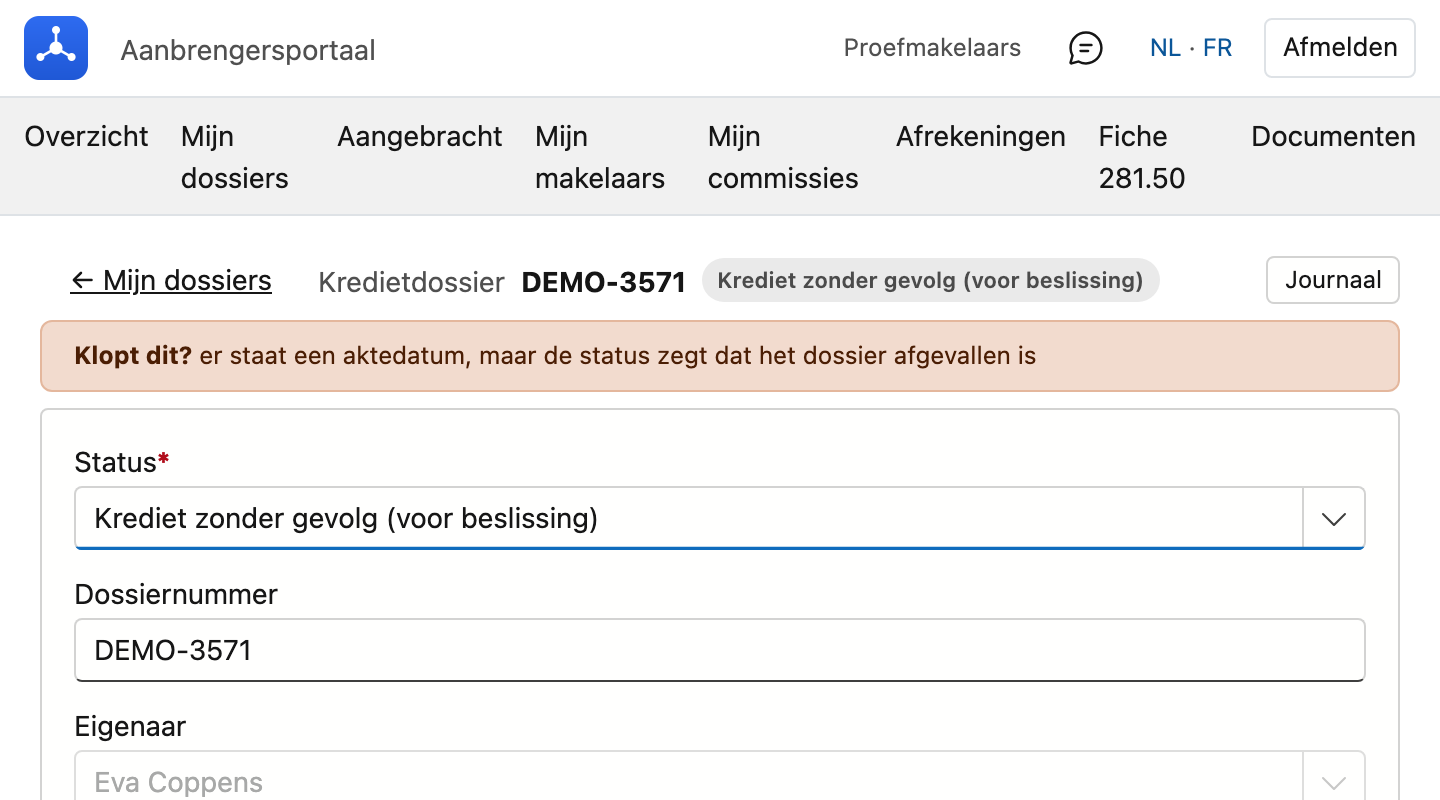 Aanbrengersportaal
Proefmakelaars
NL · FR
Afmelden
Overzicht
Mijn dossiers
Aangebracht
Mijn makelaars
Mijn commissies
Afrekeningen
Fiche 281.50
Documenten
← Mijn dossiers
Kredietdossier DEMO-3571
Krediet zonder gevolg (voor beslissing)
Journaal
Klopt dit? er staat een aktedatum, maar de status zegt dat het dossier afgevallen is
Status*
Krediet zonder gevolg (voor beslissing)
Dossiernummer
DEMO-3571
Eigenaar
Eva Coppens